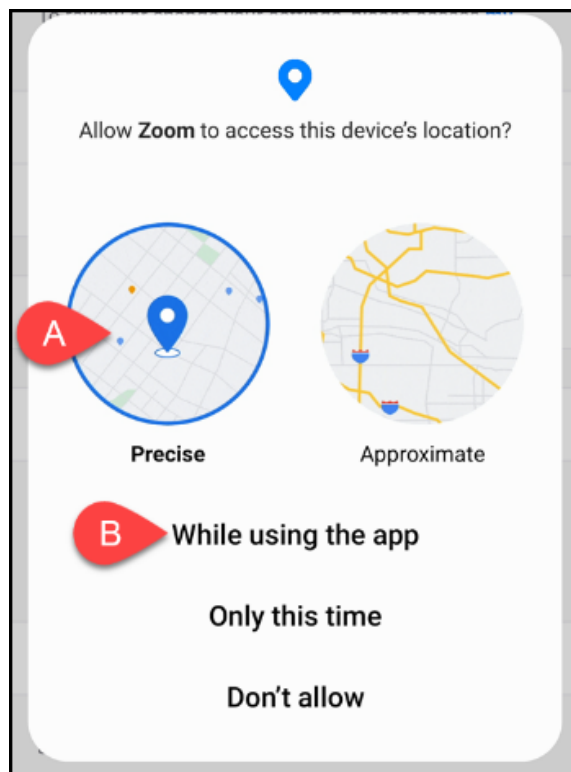 Allow Zoom to access this device's location?
A
Precise
Approximate
B
While using the app
Only this time
Don't allow